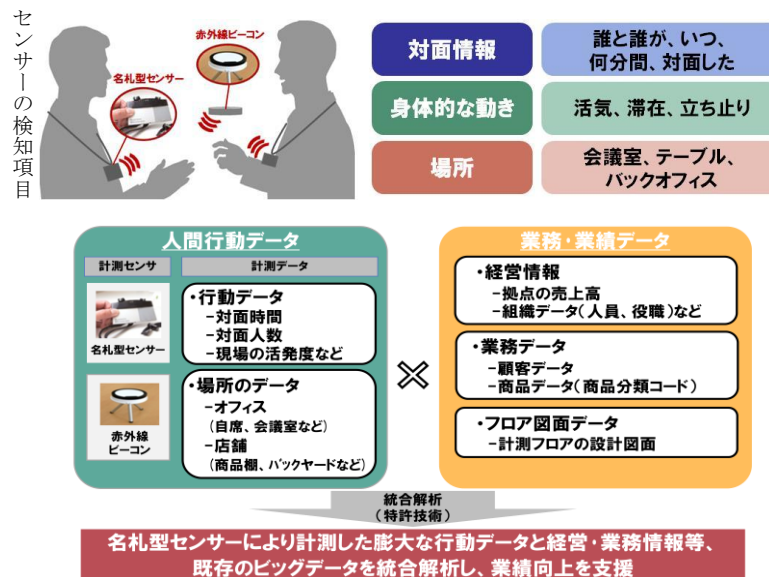 センサーの検知項目
赤外線ビーコン
名札型センサー
対面情報
誰と誰が、いつ、
何分間、対面した
身体的な動き
活気、滞在、立ち止り
場所
会議室、テーブル、
バックオフィス
人間行動データ
計測センサ
計測データ
名札型センサー
・行動データ
－対面時間
－対面人数
－現場の活発度など
赤外線
ビーコン
・場所のデータ
－オフィス
(自席、会議室など)
－店舗
(商品棚、バックヤードなど)
×
業務・業績データ
・経営情報
－拠点の売上高
－組織データ(人員、役職)など
・業務データ
－顧客データ
－商品データ(商品分類コード)
・フロア図面データ
－計測フロアの設計図面
統合解析
(特許技術)
名札型センサーにより計測した膨大な行動データと経営・業務情報等、
既存のビッグデータを統合解析し、業績向上を支援